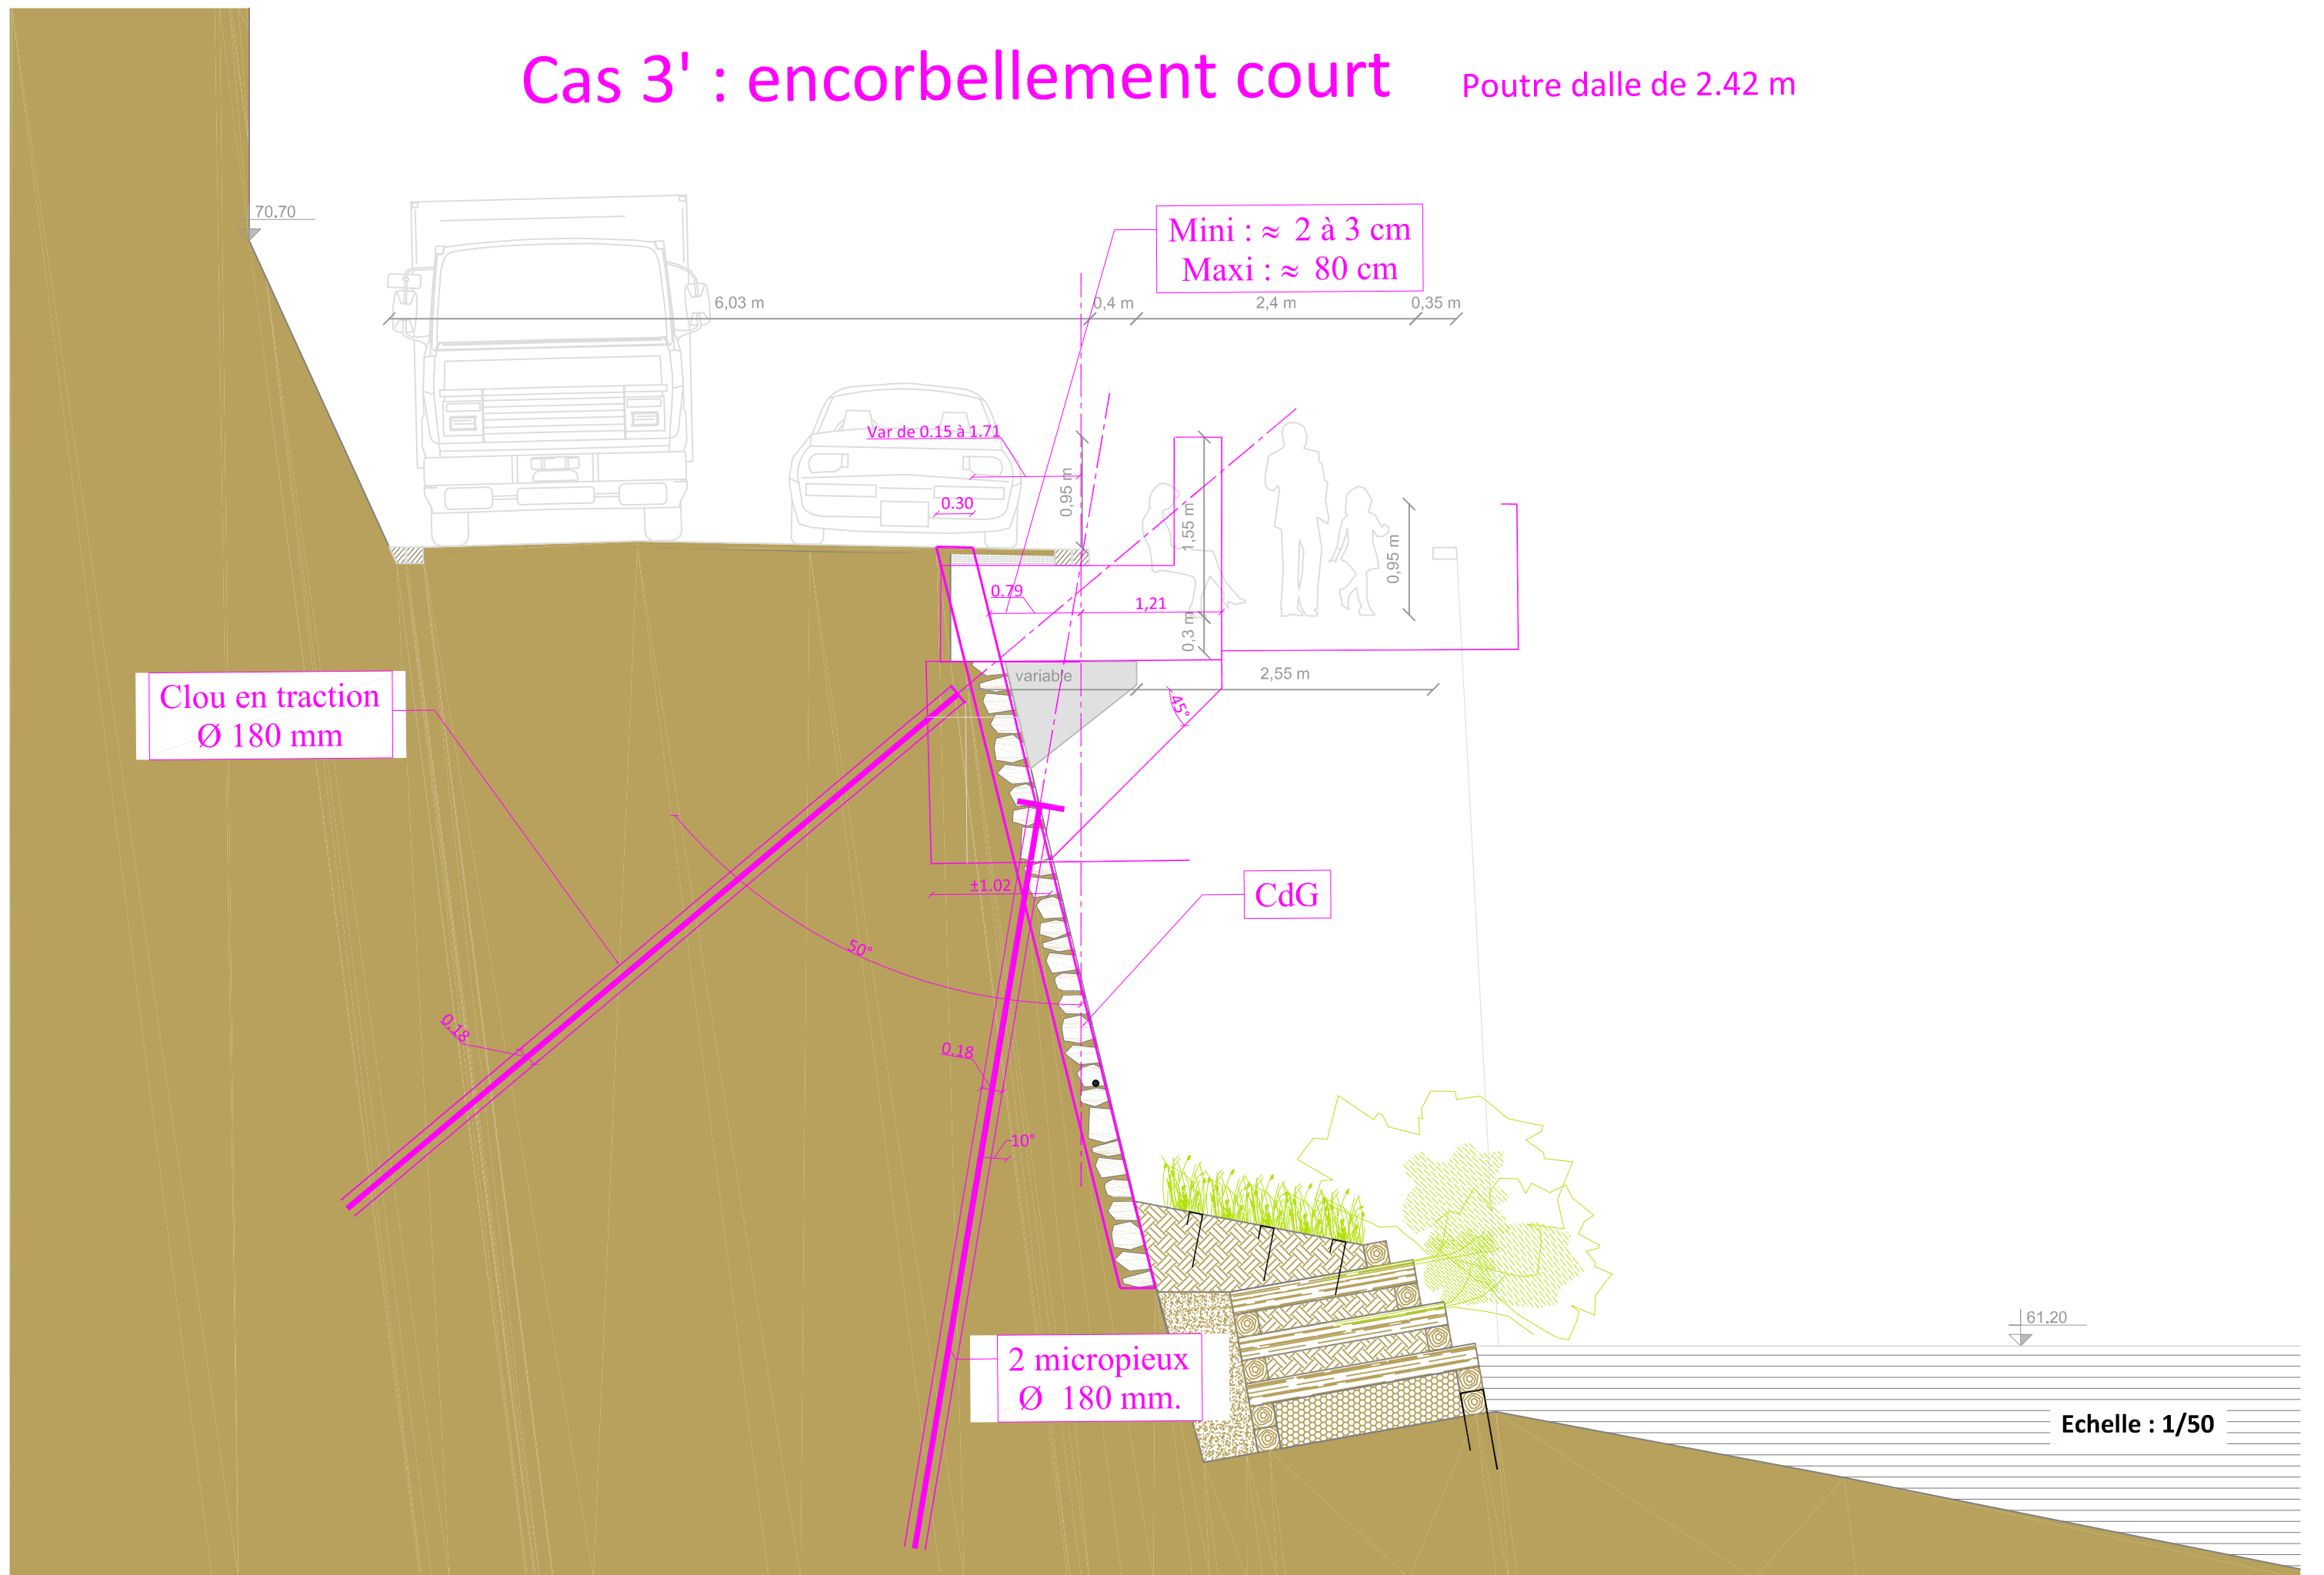 Cas 3' : encorbellement court
Poutre dalle de 2.42 m
70.70
Mini : ≈ 2 à 3 cm
Maxi : ≈ 80 cm
6,03 m
0,4 m
2,4 m
0,35 m
Var de 0.15 à 1.71
0,95 m
0.30
1,55 m
0,95 m
0.79
1,21
0,3 m
variable
2,55 m
45°
Clou en traction
Ø 180 mm
±1.02
CdG
50°
0.18
0.18
10°
61.20
2 micropieux
Ø 180 mm.
Echelle : 1/50